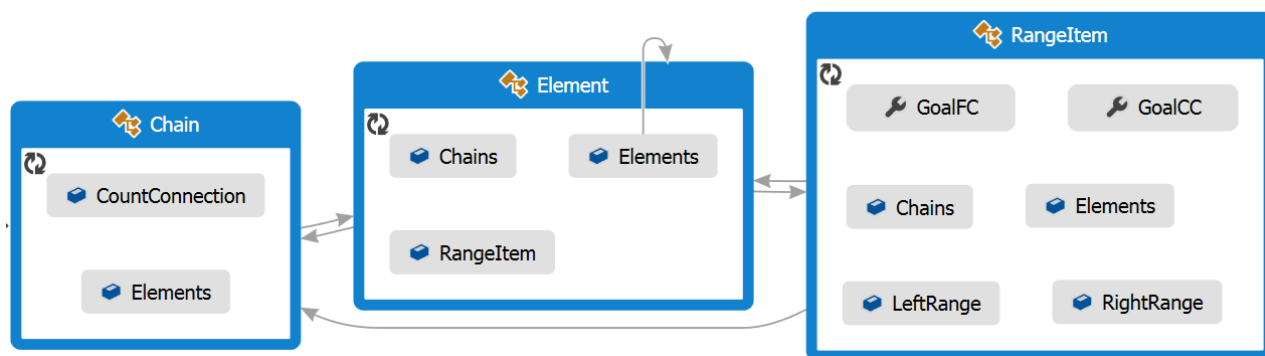 Chain
CountConnection
Elements
Element
Chains
Elements
RangeItem
RangeItem
GoalFC
GoalCC
Chains
Elements
LeftRange
RightRange